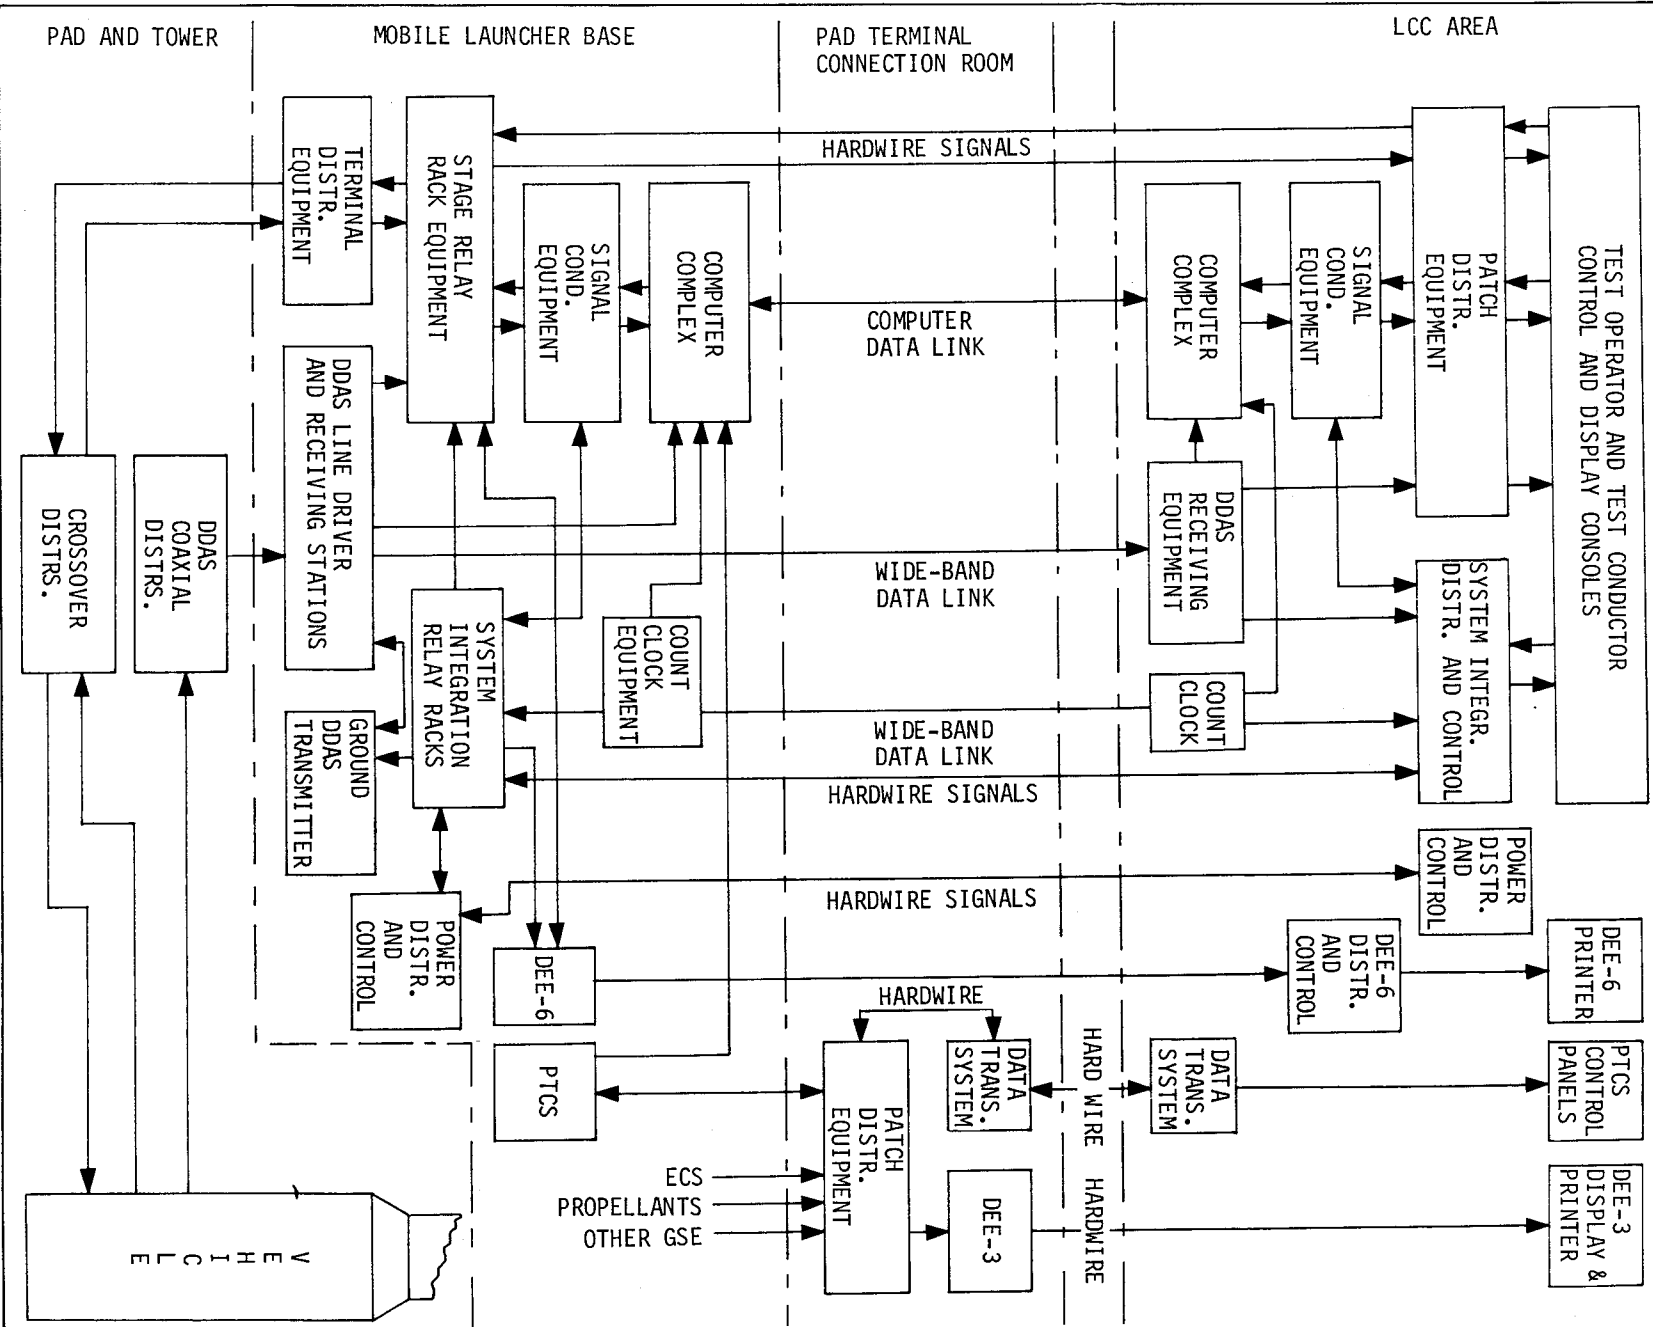 PAD AND TOWER
MOBILE LAUNCHER BASE
PAD TERMINAL
CONNECTION ROOM
LCC AREA
TERMINAL
DISTR.
EQUIPMENT
STAGE RELAY
RACK EQUIPMENT
SIGNAL
COND.
EQUIPMENT
COMPUTER
COMPLEX
HARDWIRE SIGNALS
COMPUTER
DATA LINK
COMPUTER
COMPLEX
SIGNAL
COND.
EQUIPMENT
PATCH
DISTR.
EQUIPMENT
TEST OPERATOR AND TEST CONDUCTOR
CONTROL AND DISPLAY CONSOLES
CROSSOVER
DISTRS.
DDAS
COAXIAL
DISTRS.
DDAS LINE DRIVER
AND RECEIVING STATIONS
SYSTEM
INTEGRATION
RELAY RACKS
COUNT
CLOCK
EQUIPMENT
WIDE-BAND
DATA LINK
DDAS
RECEIVING
EQUIPMENT
SYSTEM INTEGR.
DISTR. AND CONTROL
GROUND
DDAS
TRANSMITTER
WIDE-BAND
DATA LINK
COUNT
CLOCK
HARDWIRE SIGNALS
POWER
DISTR.
AND
CONTROL
HARDWIRE SIGNALS
POWER
DISTR.
AND
CONTROL
DEE-6
HARDWIRE
DEE-6
DISTR.
AND
CONTROL
DEE-6
PRINTER
PTCS
PATCH
DISTR.
EQUIPMENT
DATA
TRANS.
SYSTEM
HARD WIRE
DATA
TRANS.
SYSTEM
PTCS
CONTROL
PANELS
ECS
PROPELLANTS
OTHER GSE
DEE-3
HARDWIRE
DEE-3
DISPLAY &
PRINTER
VEHICLE